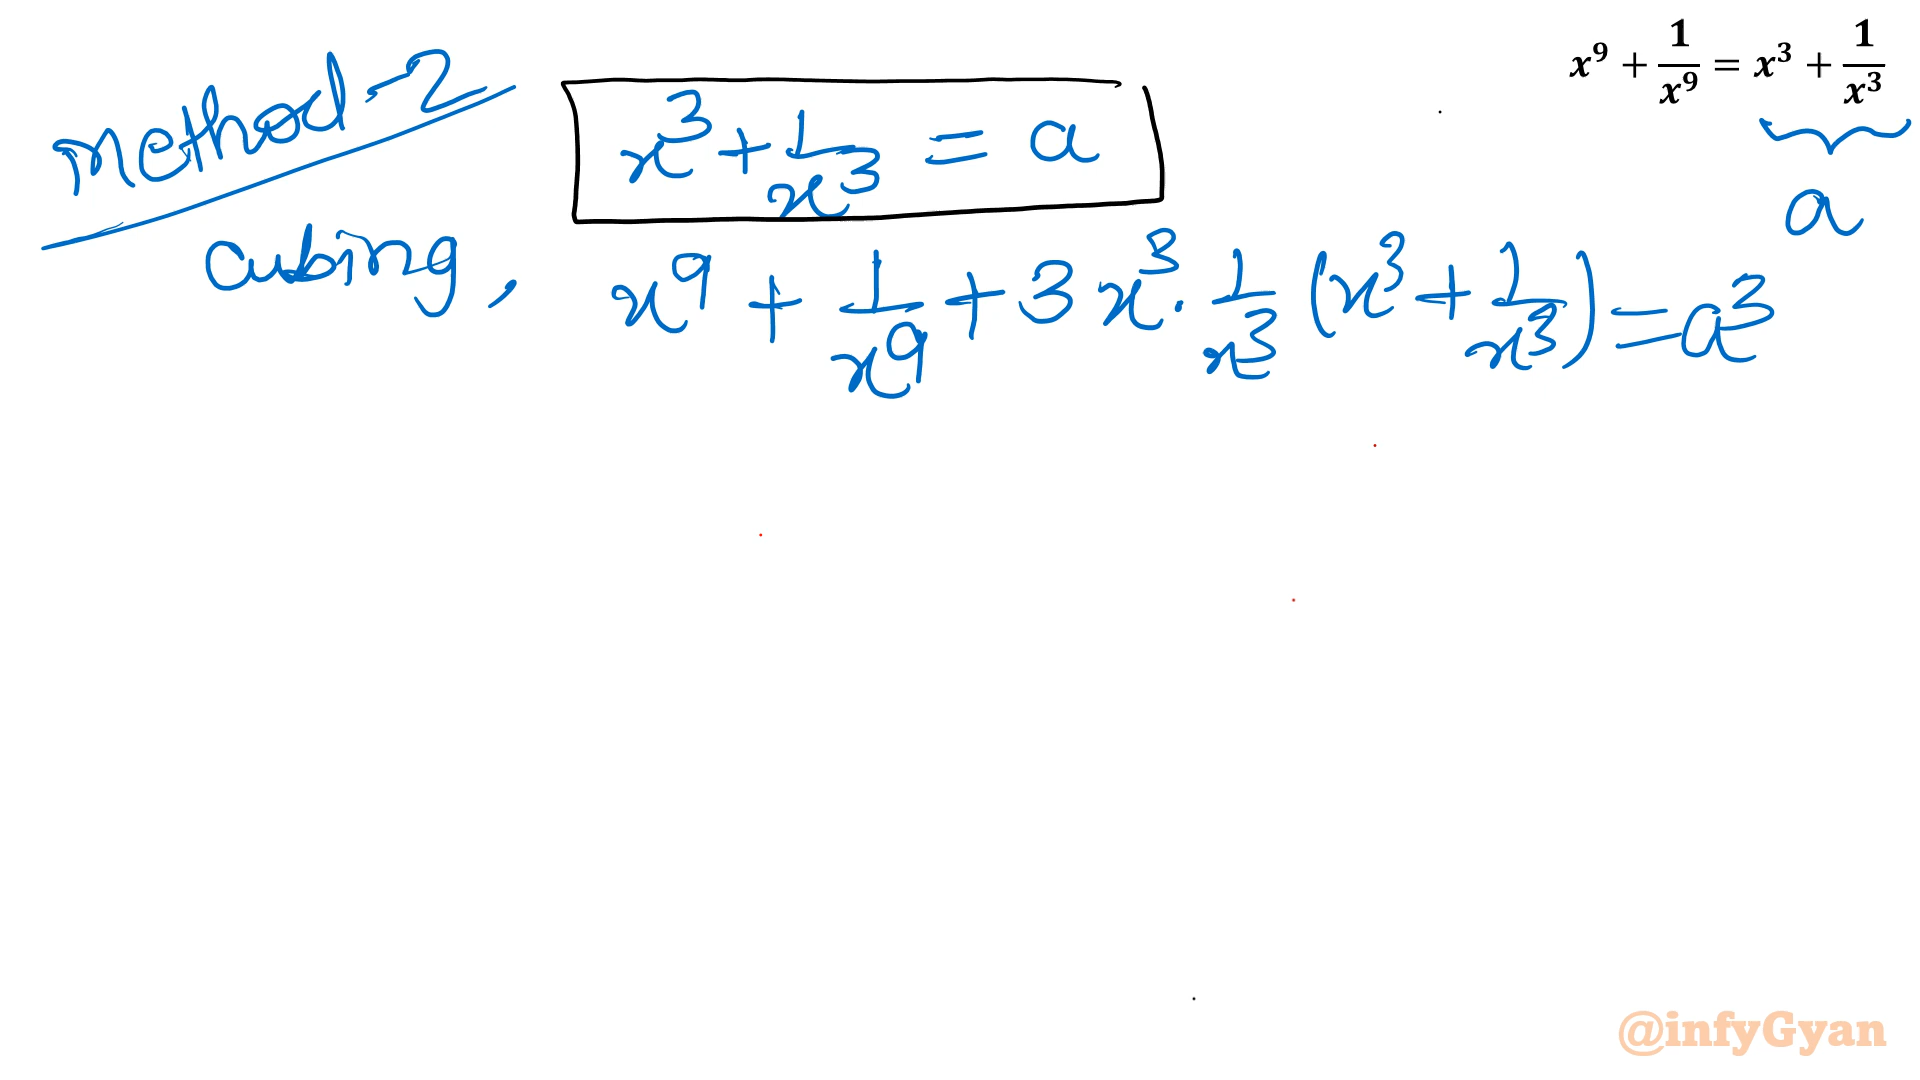 x⁹ + 1/x⁹ = x³ + 1/x³
a
method-2
x³ + 1/x³ = a
cubing, x⁹ + 1/x⁹ + 3x³ · 1/x³ (x³ + 1/x³) = a³
@infyGyan